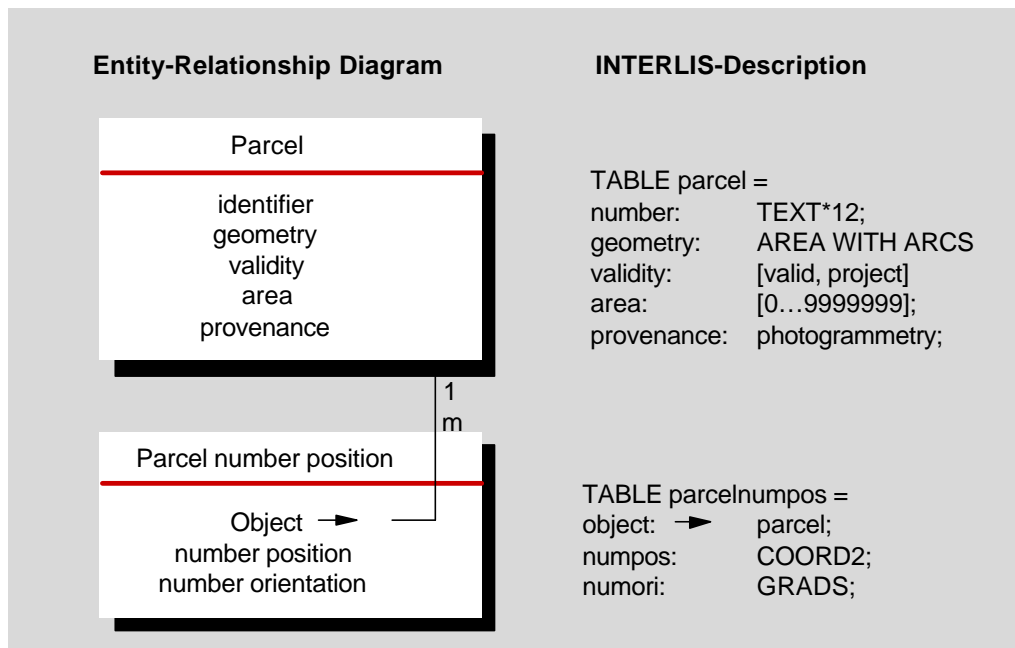 Entity-Relationship Diagram
INTERLIS-Description
Parcel
identifier
geometry
validity
area
provenance
TABLE parcel =
number: TEXT*12;
geometry: AREA WITH ARCS
validity: [valid, project]
area: [0…9999999];
provenance: photogrammetry;
1
m
Parcel number position
Object
number position
number orientation
TABLE parcelnumpos =
object: parcel;
numpos: COORD2;
numori: GRADS;